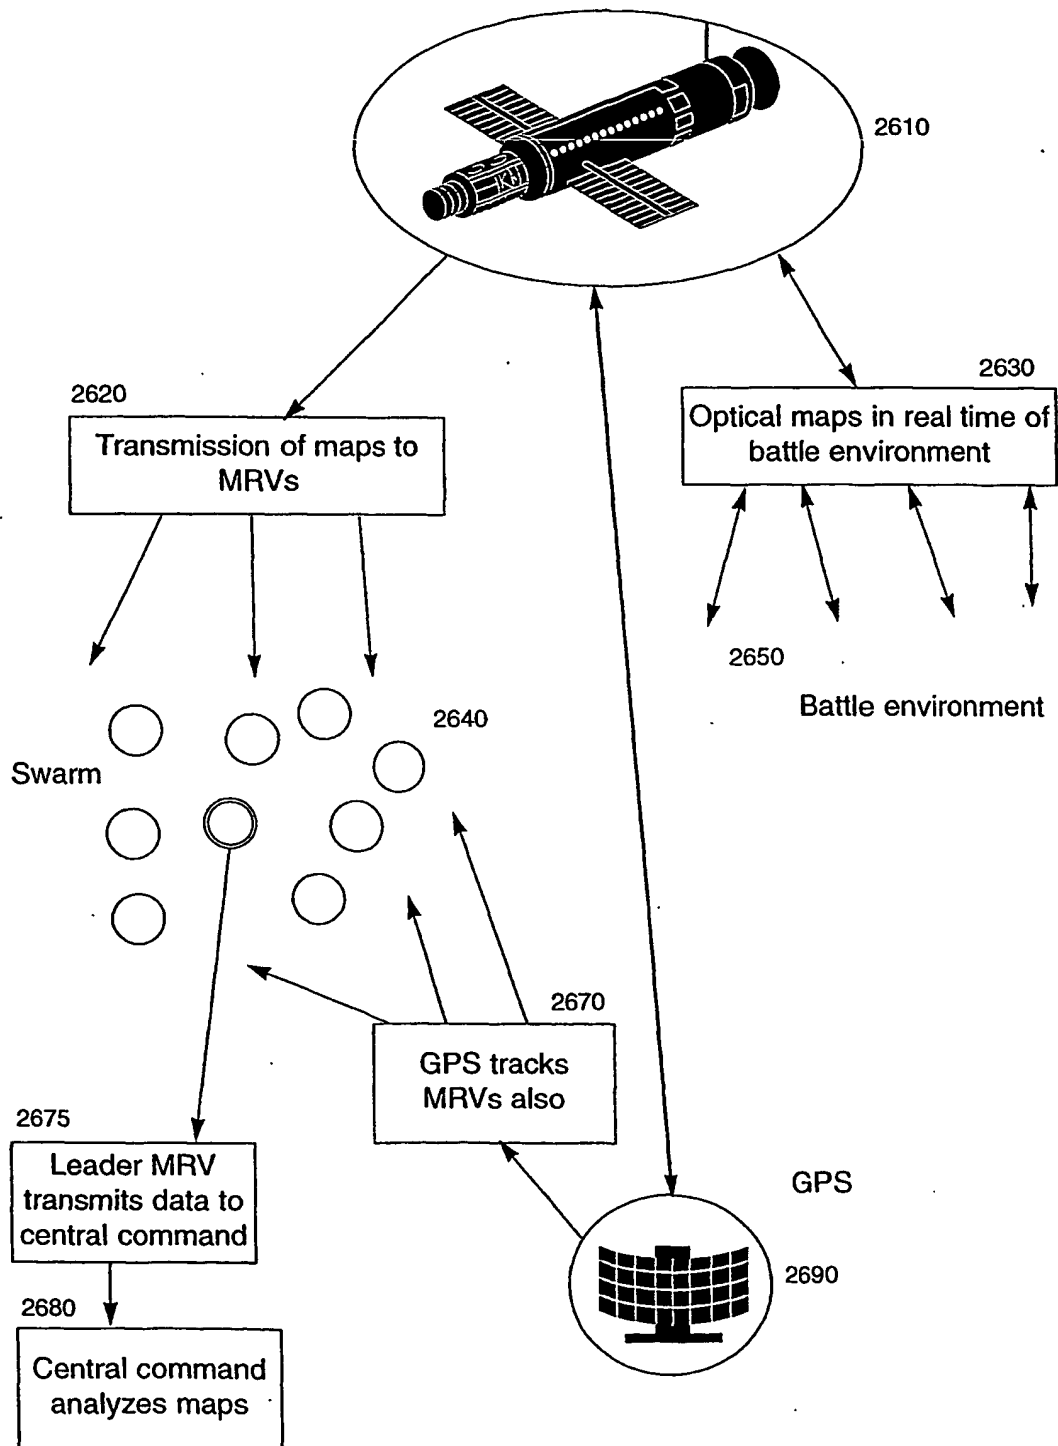 2610
2620
Transmission of maps to
MRVs
2630
Optical maps in real time of
battle environment
2650
Battle environment
2640
Swarm
2670
GPS tracks
MRVs also
2675
Leader MRV
transmits data to
central command
GPS
2690
2680
Central command
analyzes maps